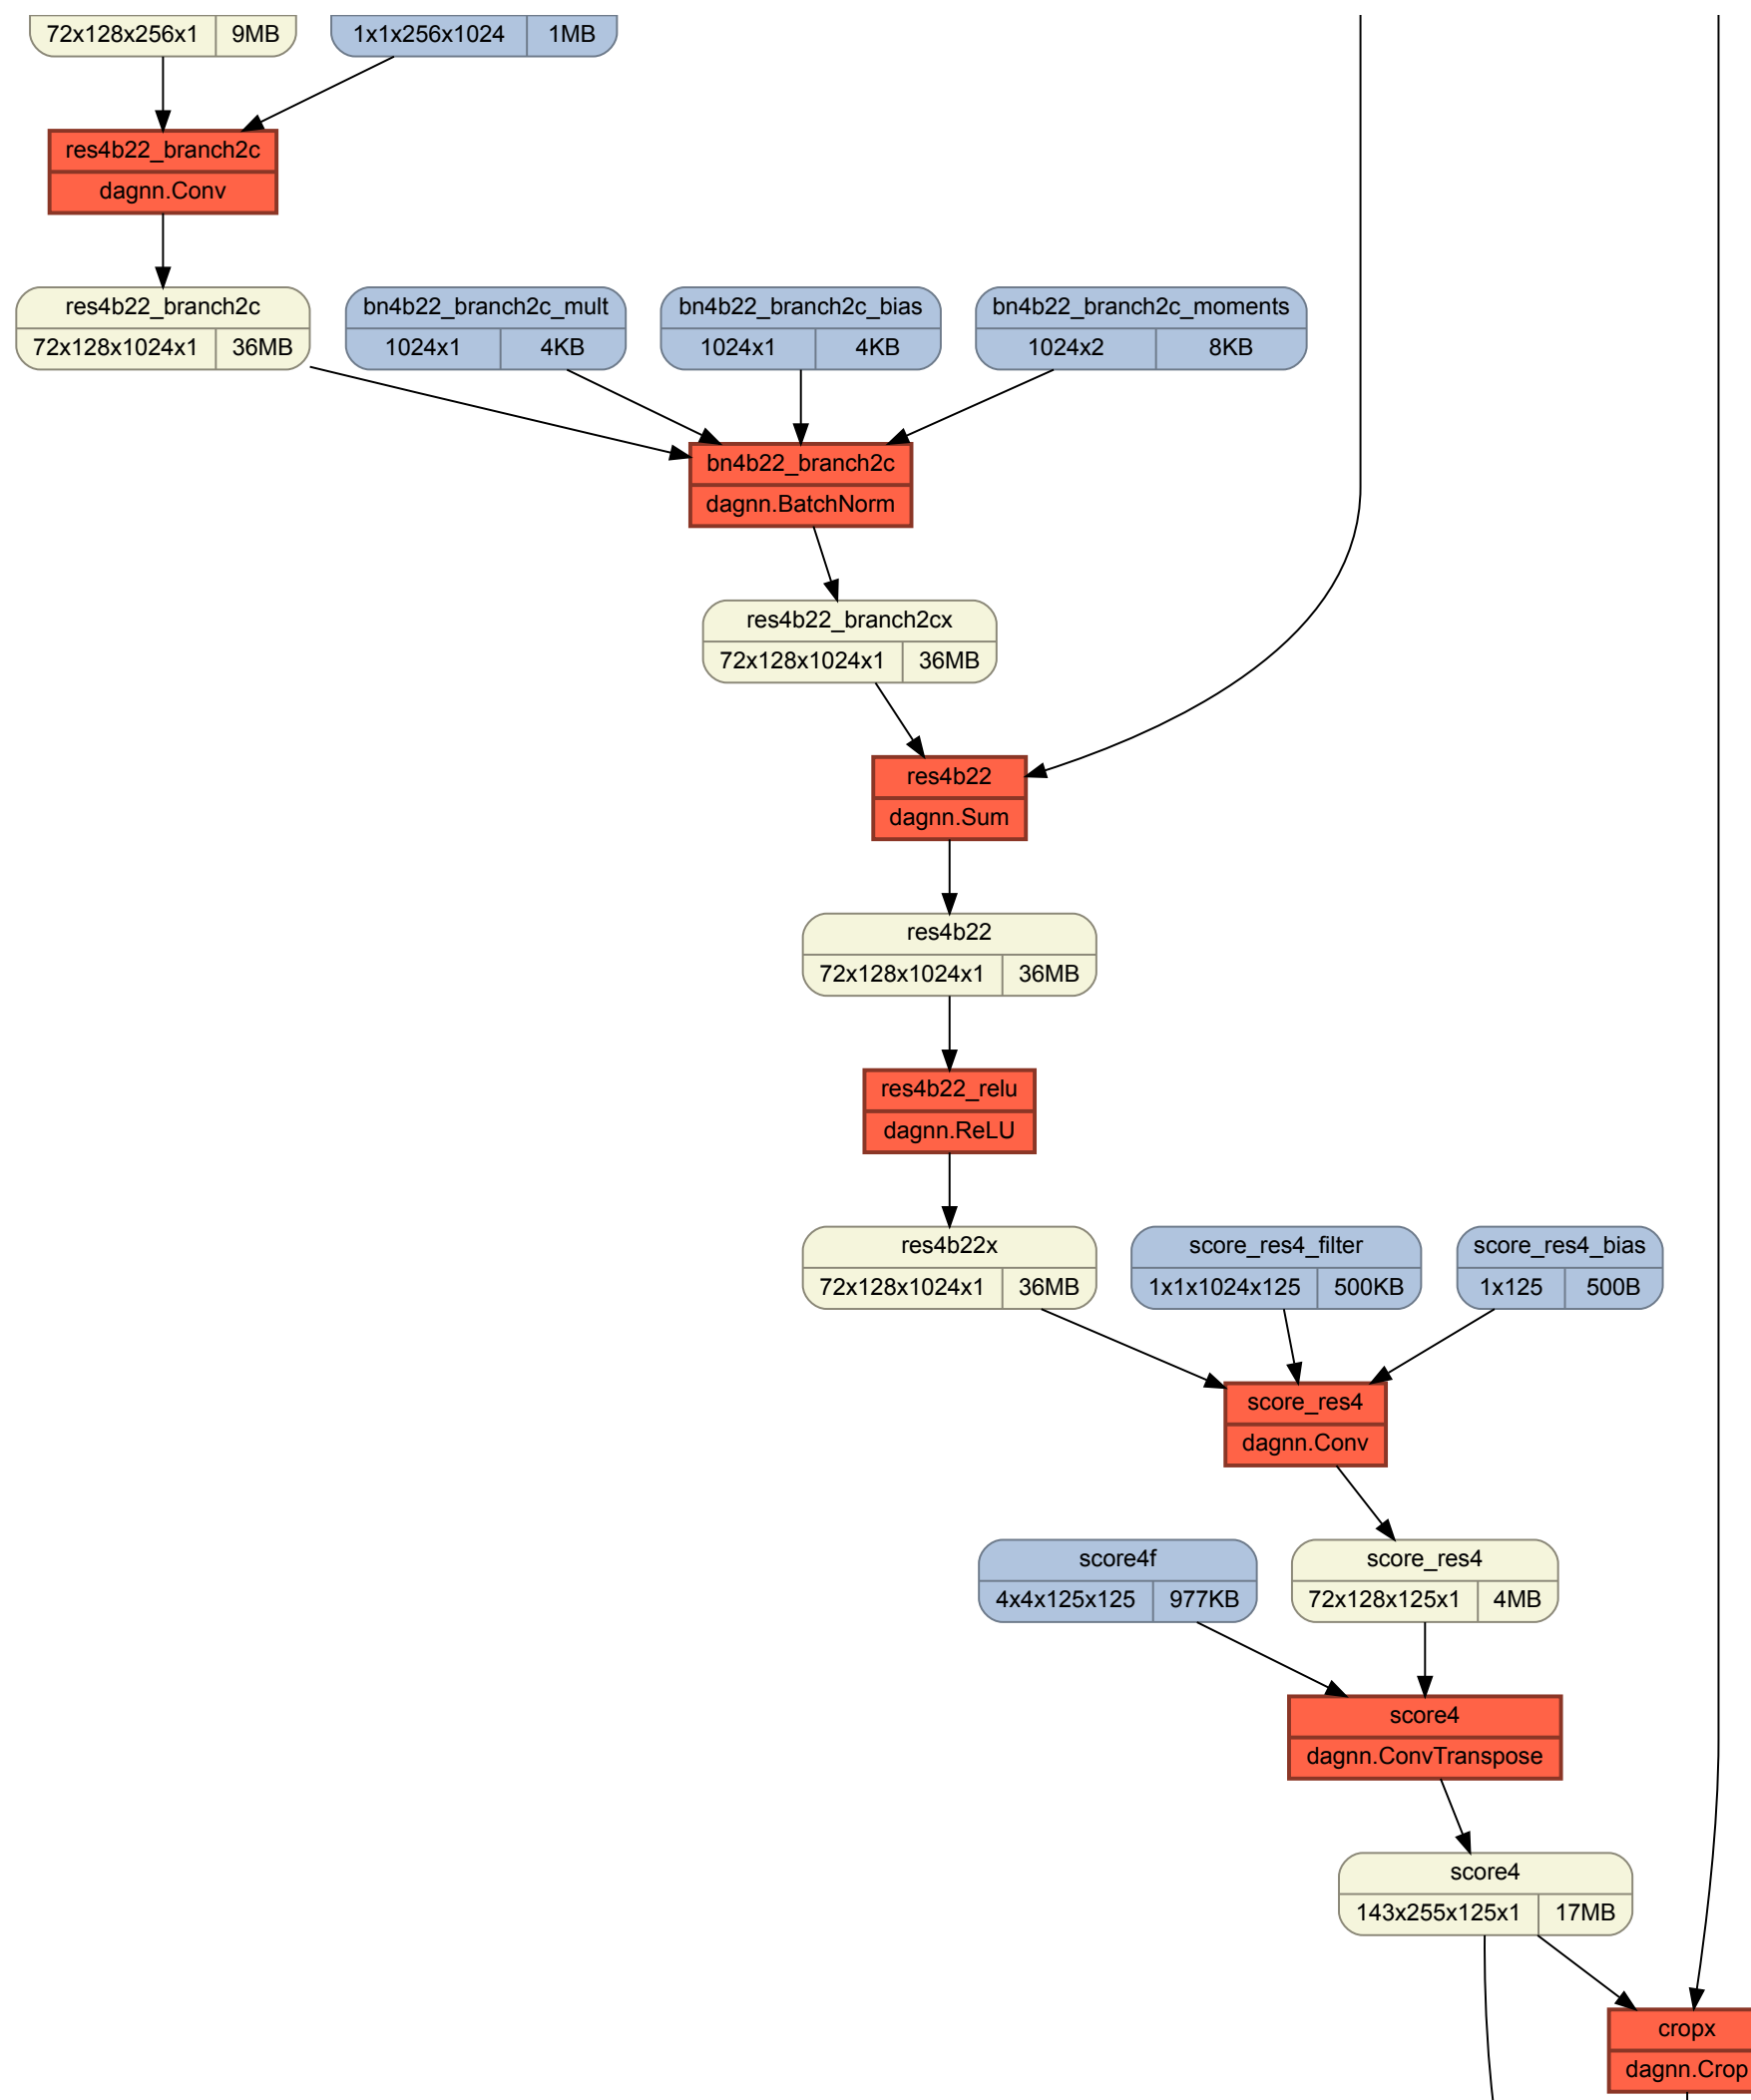 72x128x256x1 9MB
1x1x256x1024 1MB
res4b22_branch2c
dagnn.Conv
res4b22_branch2c
72x128x1024x1 36MB
bn4b22_branch2c_mult
1024x1 4KB
bn4b22_branch2c_bias
1024x1 4KB
bn4b22_branch2c_moments
1024x2 8KB
bn4b22_branch2c
dagnn.BatchNorm
res4b22_branch2cx
72x128x1024x1 36MB
res4b22
dagnn.Sum
res4b22
72x128x1024x1 36MB
res4b22_relu
dagnn.ReLU
res4b22x
72x128x1024x1 36MB
score_res4_filter
1x1x1024x125 500KB
score_res4_bias
1x125 500B
score_res4
dagnn.Conv
score4f
4x4x125x125 977KB
score_res4
72x128x125x1 4MB
score4
dagnn.ConvTranspose
score4
143x255x125x1 17MB
cropx
dagnn.Crop